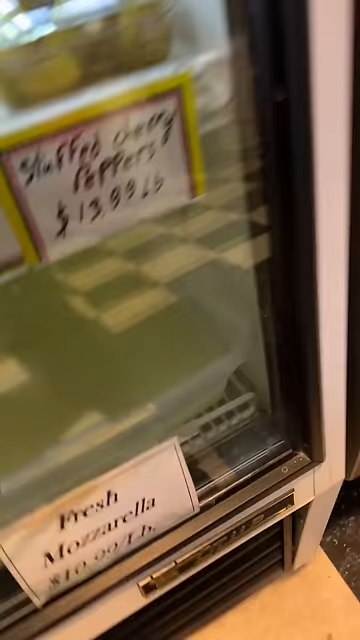 Stuffed cherry
Peppers
$13.99 Lb
Fresh
Mozzarella
$10.99/Lb.